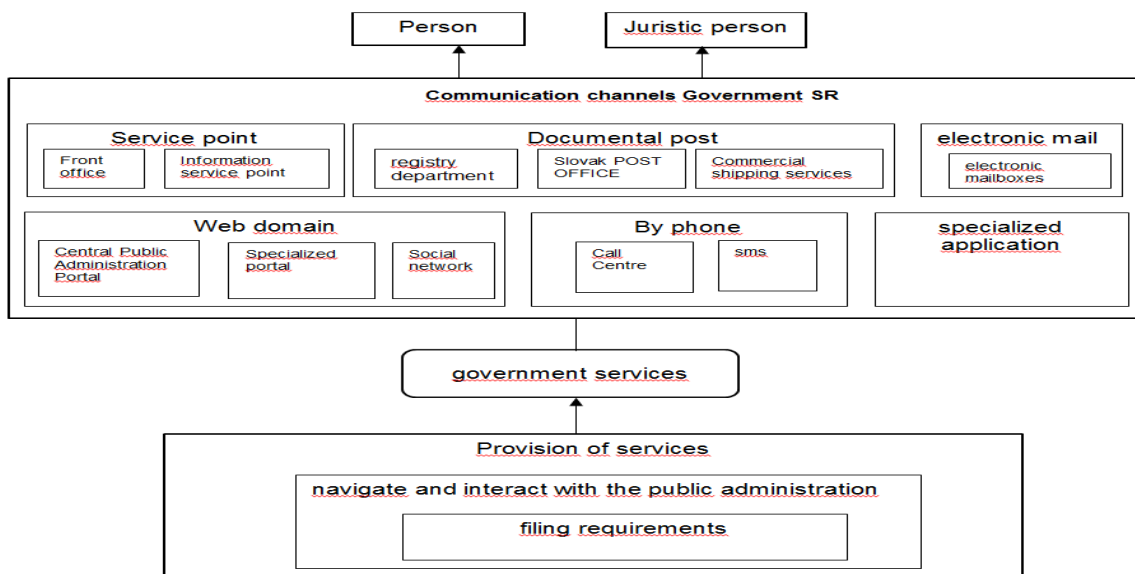 Person
Juristic person
Communication channels Government SR
Service point
Front
office
Information
service point
Documental post
registry
department
Slovak POST
OFFICE
Commercial
shipping services
electronic mail
electronic
mailboxes
Web domain
Central Public
Administration
Portal
Specialized
portal
Social
network
By phone
Call
Centre
sms
specialized
application
government services
Provision of services
navigate and interact with the public administration
filing requirements